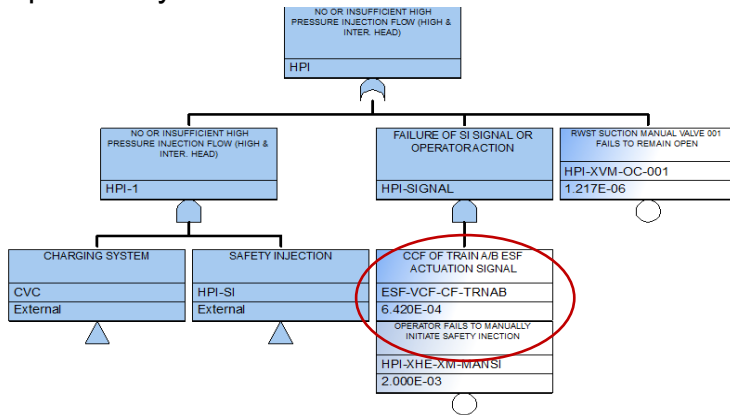 NO OR INSUFFICIENT HIGH
PRESSURE INJECTION FLOW (HIGH &
INTER. HEAD)
HPI
NO OR INSUFFICIENT HIGH
PRESSURE INJECTION FLOW (HIGH &
INTER. HEAD)
HPI-1
FAILURE OF SI SIGNAL OR
OPERATORACTION
HPI-SIGNAL
RWST SUCTION MANUAL VALVE 001
FAILS TO REMAIN OPEN
HPI-XVM-OC-001
1.217E-06
CHARGING SYSTEM
CVC
External
SAFETY INJECTION
HPI-SI
External
CCF OF TRAIN A/B ESF
ACTUATION SIGNAL
ESF-VCF-CF-TRNAB
6.420E-04
OPERATOR FAILS TO MANUALLY
INITIATE SAFETY INECTION
HPI-XHE-XM-MANSI
2.000E-03